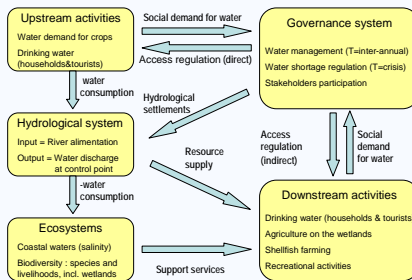 Upstream activities
Water demand for crops
Drinking water
(households&tourists)
Social demand for water
Access regulation (direct)
Governance system
Water management (T=inter-annual)
Water shortage regulation (T=crisis)
Stakeholders participation
-water
consumption
Hydrological
settlements
Hydrological system
Input = River alimentation
Output = Water discharge
at control point
Resource
supply
Access
regulation
(indirect)
Social
demand
for water
-Water
consumption
Ecosystems
Coastal waters (salinity)
Biodiversity : species and
livelihoods, incl. wetlands
Support services
Downstream activities
Drinking water (households & tourists)
Agriculture on the wetlands
Shellfish farming
Recreational activities